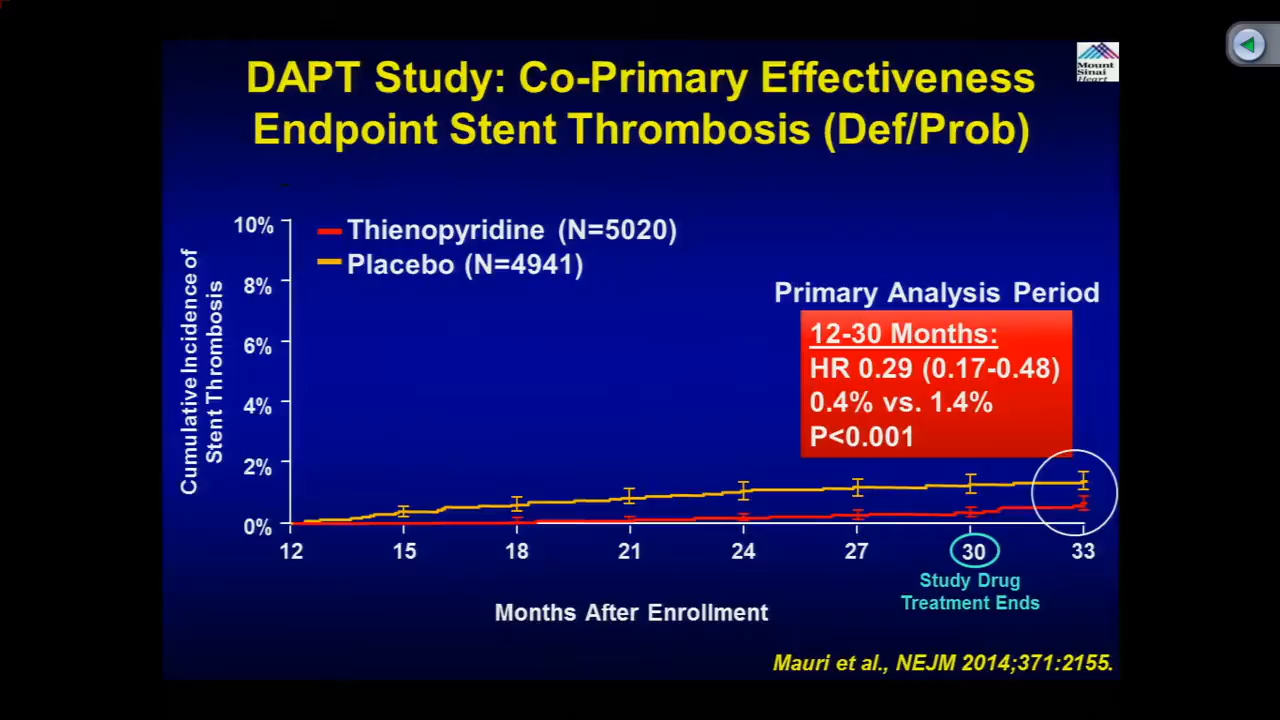 DAPT Study: Co-Primary Effectiveness
Endpoint Stent Thrombosis (Def/Prob)
Mount
Sinai
Heart
Thienopyridine (N=5020)
Placebo (N=4941)
Cumulative Incidence of
Stent Thrombosis
10%
8%
6%
4%
2%
0%
Primary Analysis Period
12-30 Months:
HR 0.29 (0.17-0.48)
0.4% vs. 1.4%
P<0.001
12 15 18 21 24 27 30 33
Study Drug
Treatment Ends
Months After Enrollment
Mauri et al., NEJM 2014;371:2155.